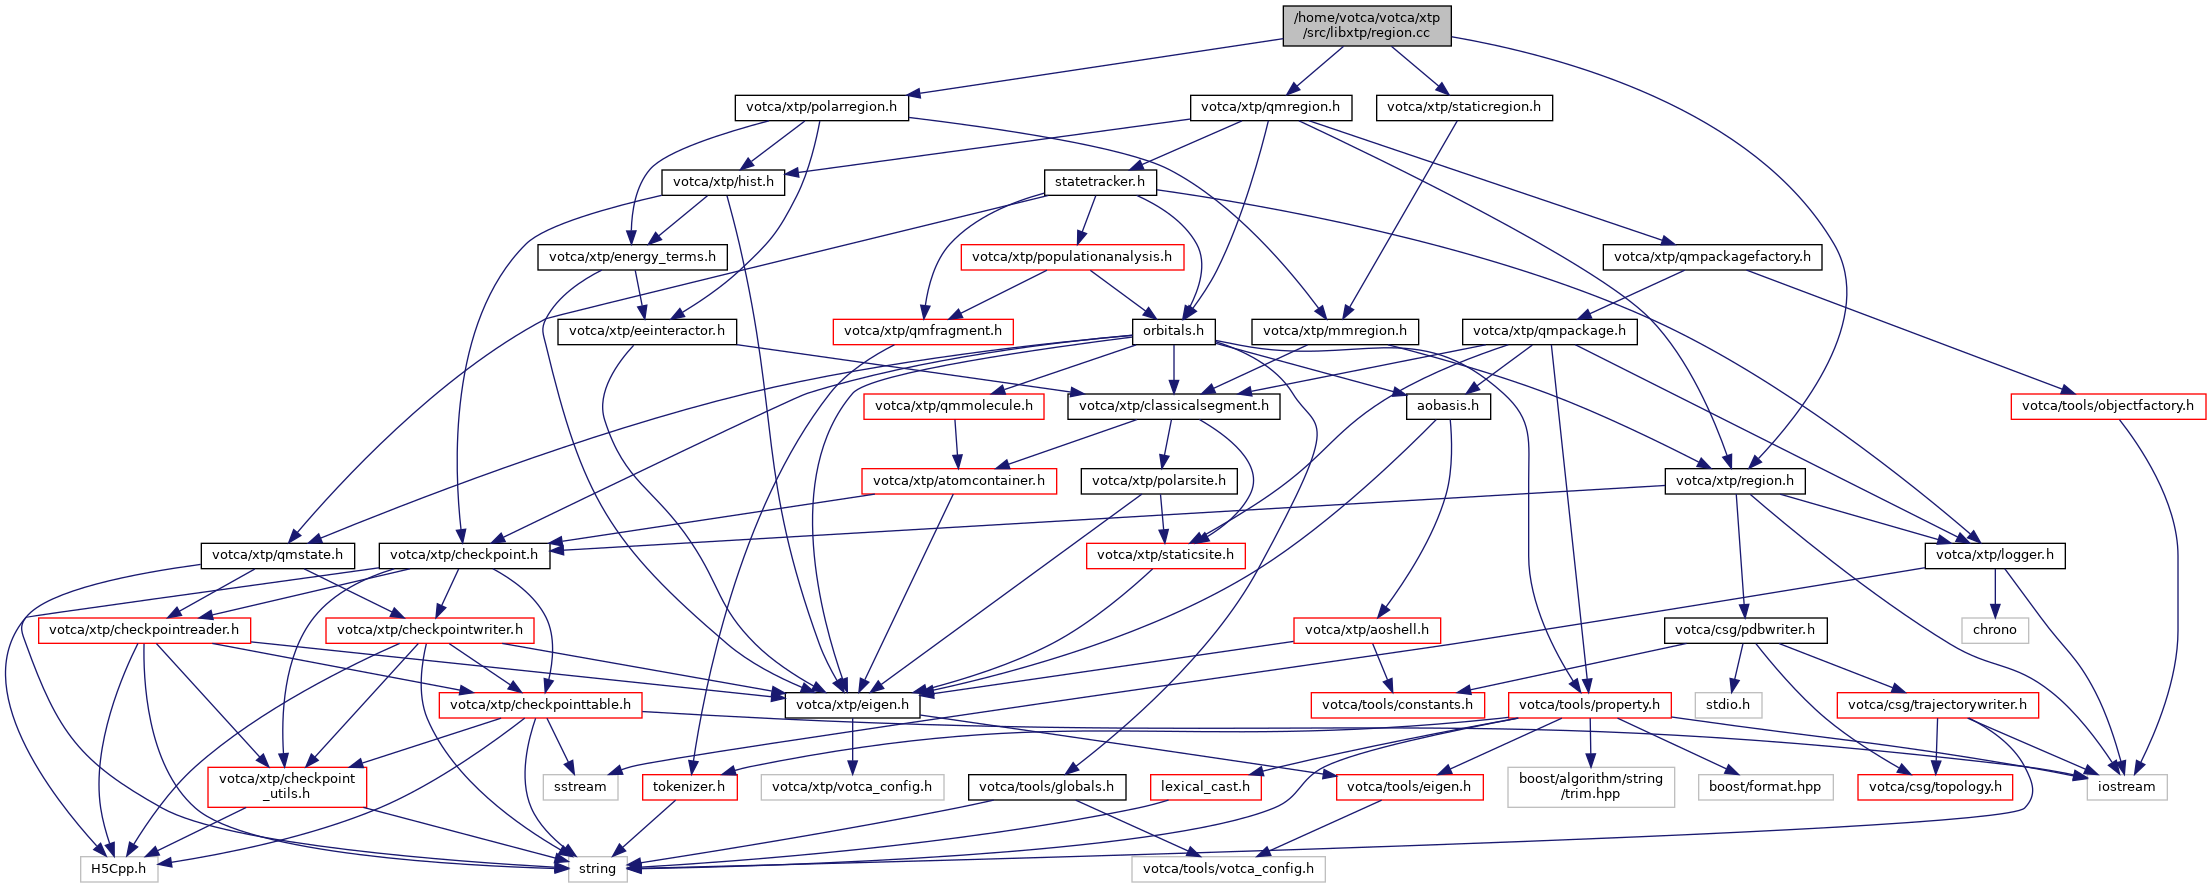 /home/votca/votca/xtp
/src/libxtp/region.cc
votca/xtp/polarregion.h
votca/xtp/qmregion.h
votca/xtp/staticregion.h
votca/xtp/hist.h
statetracker.h
votca/xtp/energy_terms.h
votca/xtp/populationanalysis.h
votca/xtp/qmpackagefactory.h
votca/xtp/eeinteractor.h
votca/xtp/qmfragment.h
orbitals.h
votca/xtp/mmregion.h
votca/xtp/qmpackage.h
votca/xtp/qmmolecule.h
votca/xtp/classicalsegment.h
aobasis.h
votca/tools/objectfactory.h
votca/xtp/atomcontainer.h
votca/xtp/polarsite.h
votca/xtp/region.h
votca/xtp/qmstate.h
votca/xtp/checkpoint.h
votca/xtp/staticsite.h
votca/xtp/logger.h
votca/xtp/checkpointreader.h
votca/xtp/checkpointwriter.h
votca/xtp/aoshell.h
votca/csg/pdbwriter.h
chrono
votca/xtp/checkpointtable.h
votca/xtp/eigen.h
votca/tools/constants.h
votca/tools/property.h
stdio.h
votca/csg/trajectorywriter.h
votca/xtp/checkpoint
_utils.h
sstream
tokenizer.h
votca/xtp/votca_config.h
votca/tools/globals.h
lexical_cast.h
votca/tools/eigen.h
boost/algorithm/string
/trim.hpp
boost/format.hpp
votca/csg/topology.h
iostream
H5Cpp.h
string
votca/tools/votca_config.h